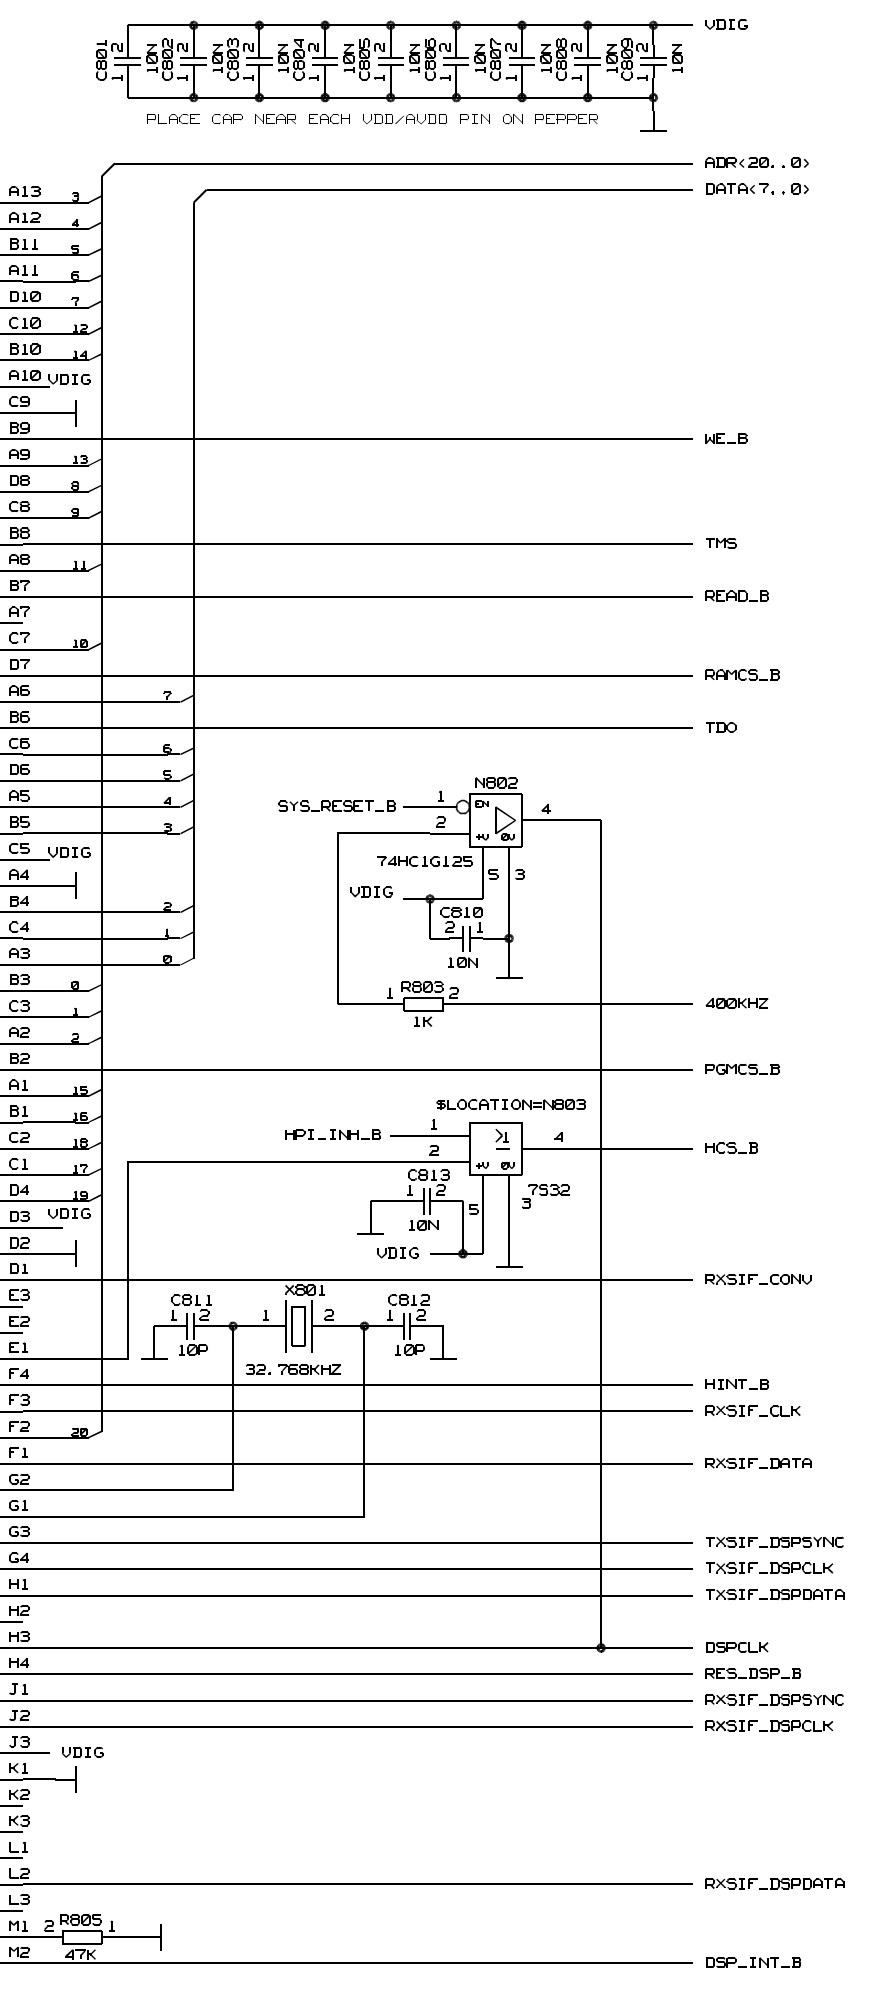 VDIG
C801 1 2 10N C802 1 2 10N C803 1 2 10N C804 1 2 10N C805 1 2 10N C806 1 2 10N C807 1 2 10N C808 1 2 10N C809 1 2 10N
PLACE CAP NEAR EACH VDD/AVDD PIN ON PEPPER
ADR<20..0>
DATA<7..0>
A13 3
A12 4
B11 5
A11 6
D10 7
C10 12
B10 14
A10 VDIG
C9
B9 WE_B
A9 13
D8 8
C8 9
B8 TMS
A8 11
B7 READ_B
A7
C7 10
D7 RAMCS_B
A6 7
B6 TDO
C6 6
D6 5
N802
A5 4
SYS_RESET_B 1 EN 4
B5 3
2 +V 0V
C5 VDIG
74HC1G125
A4
5 3
VDIG
B4 2
C810
C4 1
2 1
A3 0
10N
B3 0
1 R803 2
C3 1
400KHZ
1K
A2 2
B2 PGMCS_B
A1 15
$LOCATION=N803
B1 16
HPI_INH_B 1 >1 4
C2 18
HCS_B
2 +V 0V
C1 17
C813
1 2
7S32
D4 19
5 3
10N
D3 VDIG
D2
VDIG
D1 RXSIF_CONV
E3
X801
C811 C812
1 2 1 2 1 2
E2
10P 10P
E1
32.768KHZ
F4 HINT_B
F3 RXSIF_CLK
F2 20
F1 RXSIF_DATA
G2
G1
G3 TXSIF_DSPSYNC
G4 TXSIF_DSPCLK
H1 TXSIF_DSPDATA
H2
H3 DSPCLK
H4 RES_DSP_B
J1 RXSIF_DSPSYNC
J2 RXSIF_DSPCLK
J3 VDIG
K1
K2
K3
L1
L2 RXSIF_DSPDATA
L3
M1 2 R805 1
47K
M2 DSP_INT_B